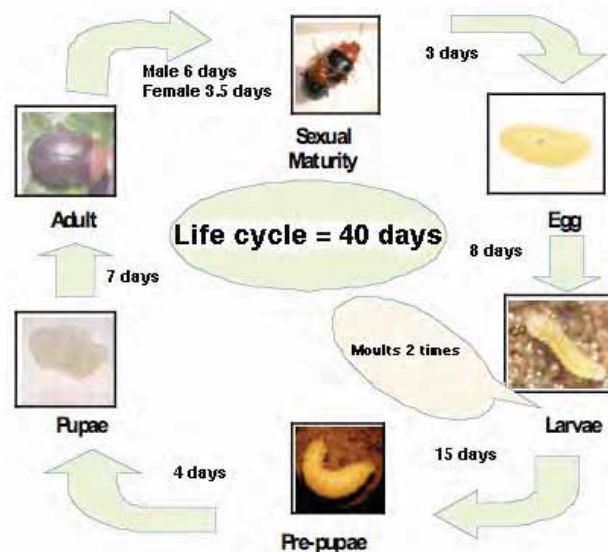 Male 6 days
Female 3.5 days
3 days
Sexual
Maturity
Adult
Egg
Life cycle = 40 days
8 days
7 days
Moults 2 times
Pupae
Larvae
15 days
4 days
Pre-pupae